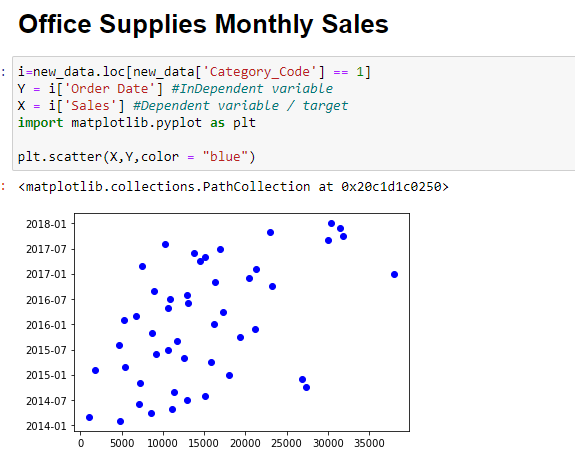 Office Supplies Monthly Sales
: i=new_data.loc[new_data['Category_Code'] == 1]
Y = i['Order Date'] #InDependent variable
X = i['Sales'] #Dependent variable / target
import matplotlib.pyplot as plt
plt.scatter(X,Y,color = "blue")
: <matplotlib.collections.PathCollection at 0x20c1d1c0250>
2018-01
2017-07
2017-01
2016-07
2016-01
2015-07
2015-01
2014-07
2014-01
0 5000 10000 15000 20000 25000 30000 35000